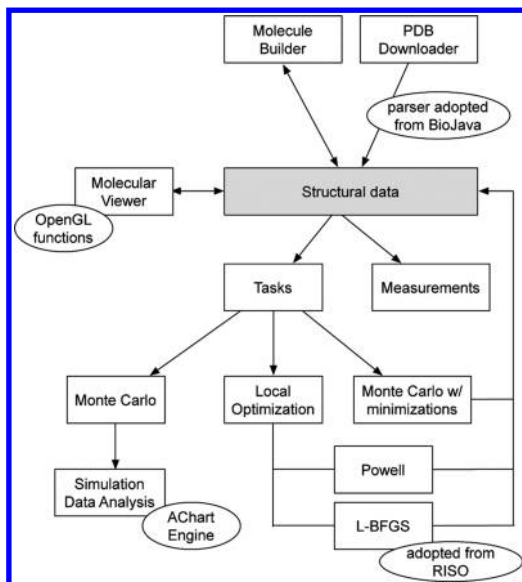 Molecule
Builder
PDB
Downloader
parser adopted
from BioJava
Molecular
Viewer
OpenGL
functions
Structural data
Tasks
Measurements
Monte Carlo
Local
Optimization
Monte Carlo w/
minimizations
Simulation
Data Analysis
AChart
Engine
Powell
L-BFGS
adopted from
RISO